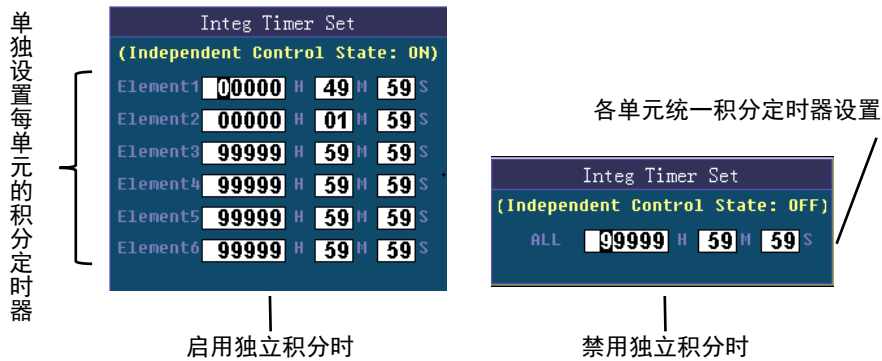 单独设置每单元的积分定时器
Integ Timer Set
(Independent Control State: ON)
Element1 00000 H 49 M 59 S
Element2 00000 H 01 M 59 S
Element3 99999 H 59 M 59 S
Element4 99999 H 59 M 59 S
Element5 99999 H 59 M 59 S
Element6 99999 H 59 M 59 S
启用独立积分时
各单元统一积分定时器设置
Integ Timer Set
(Independent Control State: OFF)
ALL 99999 H 59 M 59 S
禁用独立积分时